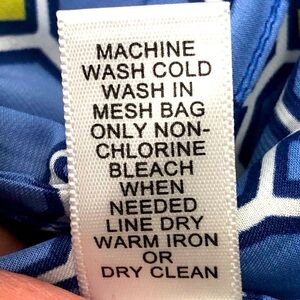 MACHINE
WASH COLD
WASH IN
MESH BAG
ONLY NON-
CHLORINE
BLEACH
WHEN
NEEDED
LINE DRY
WARM IRON
OR
DRY CLEAN